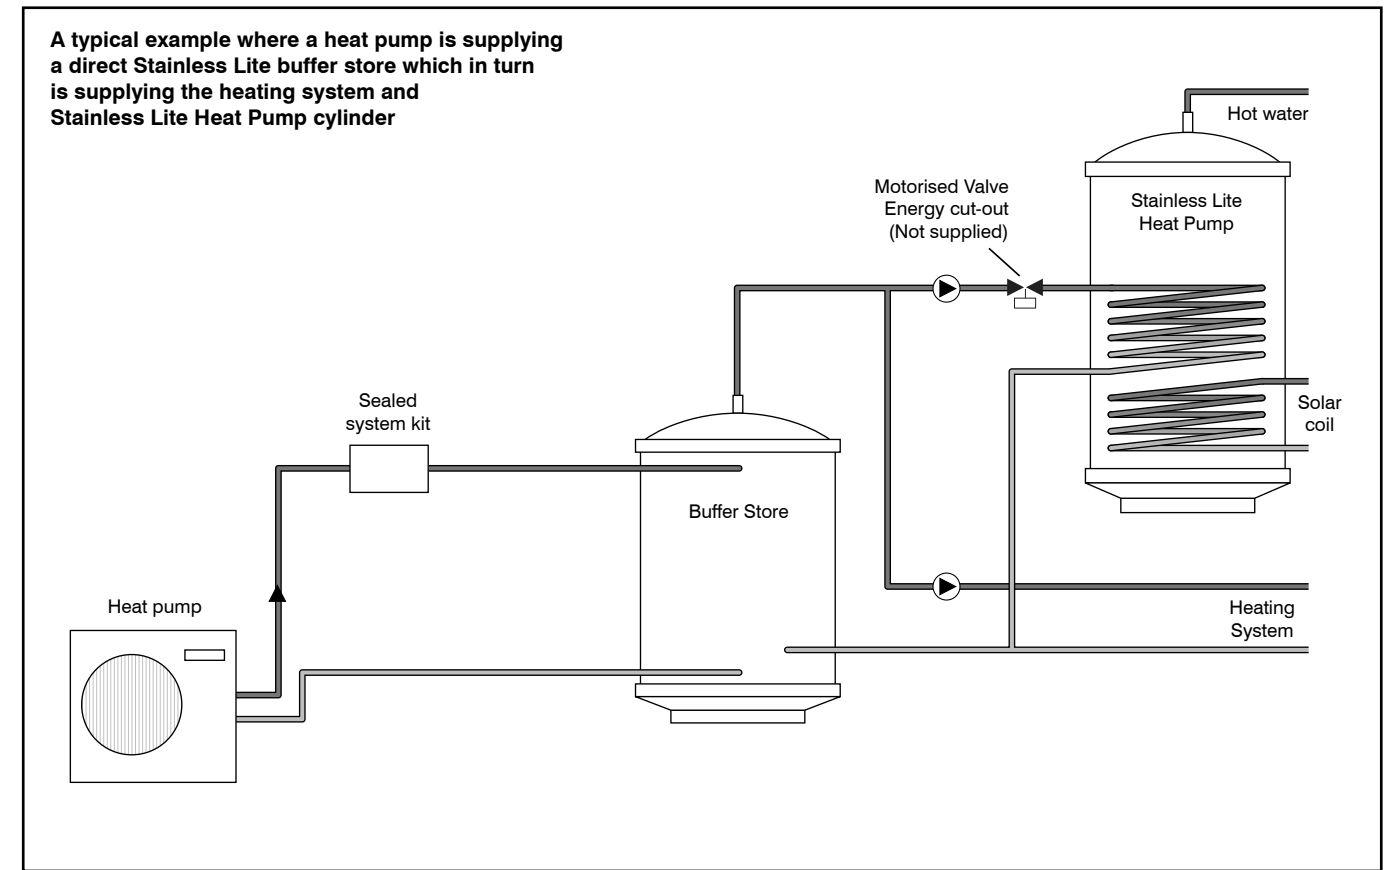 A typical example where a heat pump is supplying
a direct Stainless Lite buffer store which in turn
is supplying the heating system and
Stainless Lite Heat Pump cylinder
Hot water
Motorised Valve
Energy cut-out
(Not supplied)
Stainless Lite
Heat Pump
Sealed
system kit
Solar
coil
Buffer Store
Heat pump
Heating
System